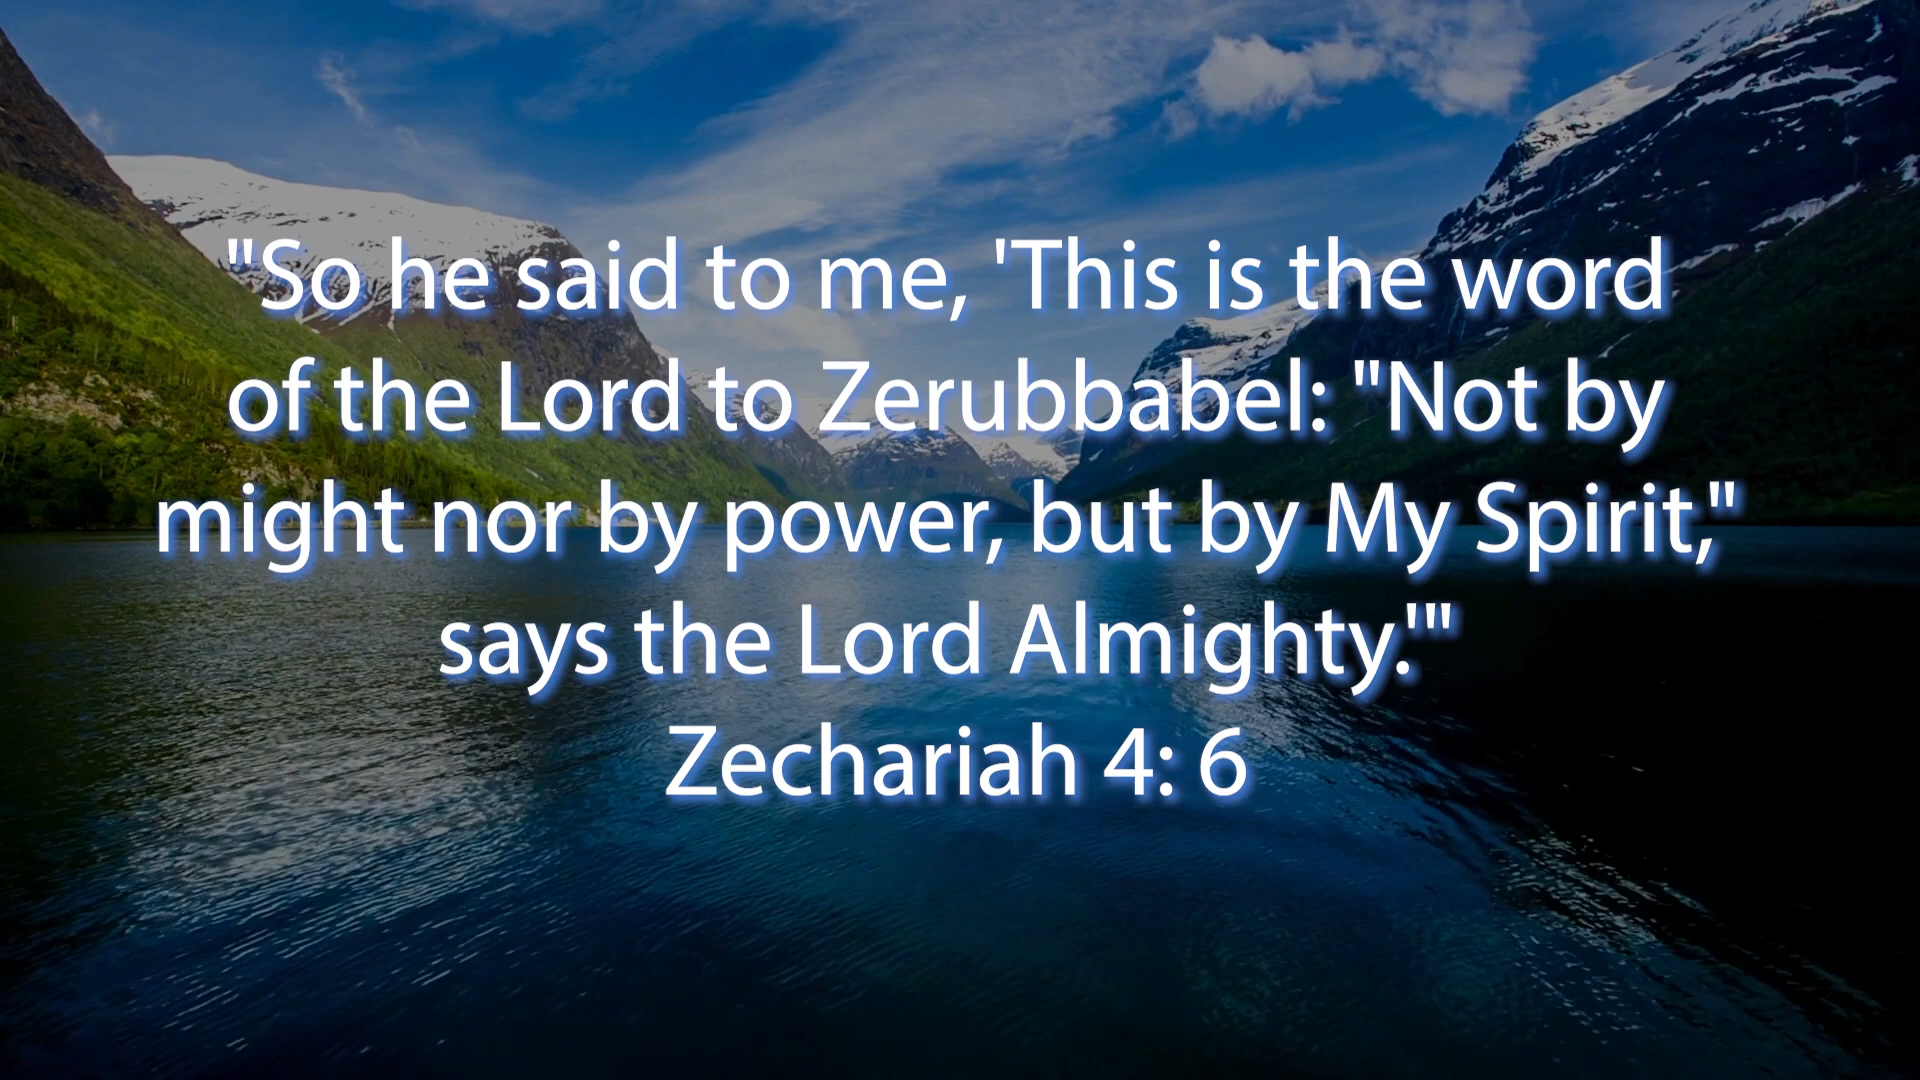 "So he said to me, 'This is the word
of the Lord to Zerubbabel: "Not by
might nor by power, but by My Spirit,"
says the Lord Almighty.'"
Zechariah 4: 6